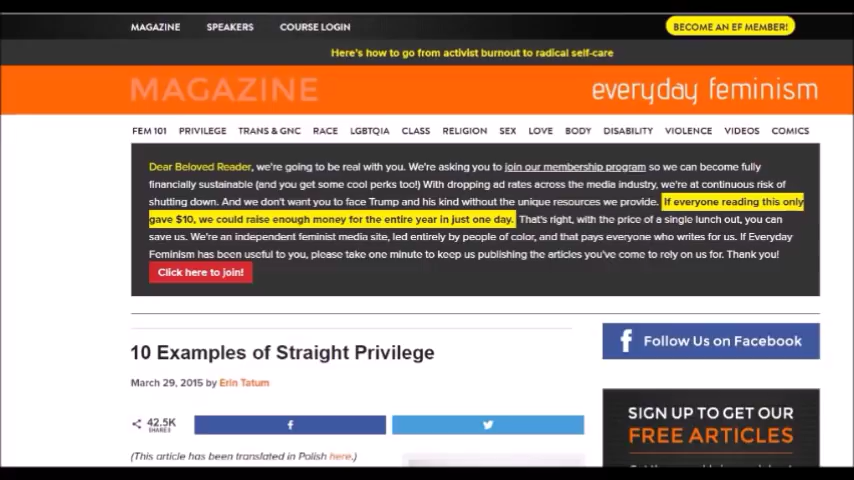 MAGAZINE SPEAKERS COURSE LOGIN BECOME AN EF MEMBER!
Here's how to go from activist burnout to radical self-care
MAGAZINE everyday feminism
FEM 101 PRIVILEGE TRANS & GNC RACE LGBTQIA CLASS RELIGION SEX LOVE BODY DISABILITY VIOLENCE VIDEOS COMICS
Dear Beloved Reader, we're going to be real with you. We're asking you to join our membership program so we can become fully
financially sustainable (and you get some cool perks too!) With dropping ad rates across the media industry, we're at continuous risk of
shutting down. And we don't want you to face Trump and his kind without the unique resources we provide. If everyone reading this only
gave $10, we could raise enough money for the entire year in just one day. That's right, with the price of a single lunch out, you can
save us. We're an independent feminist media site, led entirely by people of color, and that pays everyone who writes for us. If Everyday
Feminism has been useful to you, please take one minute to keep us publishing the articles you've come to rely on us for. Thank you!
Click here to join!
10 Examples of Straight Privilege
March 29, 2015 by Erin Tatum
42.5K
SHARES
(This article has been translated in Polish here.)
f Follow Us on Facebook
SIGN UP TO GET OUR
FREE ARTICLES